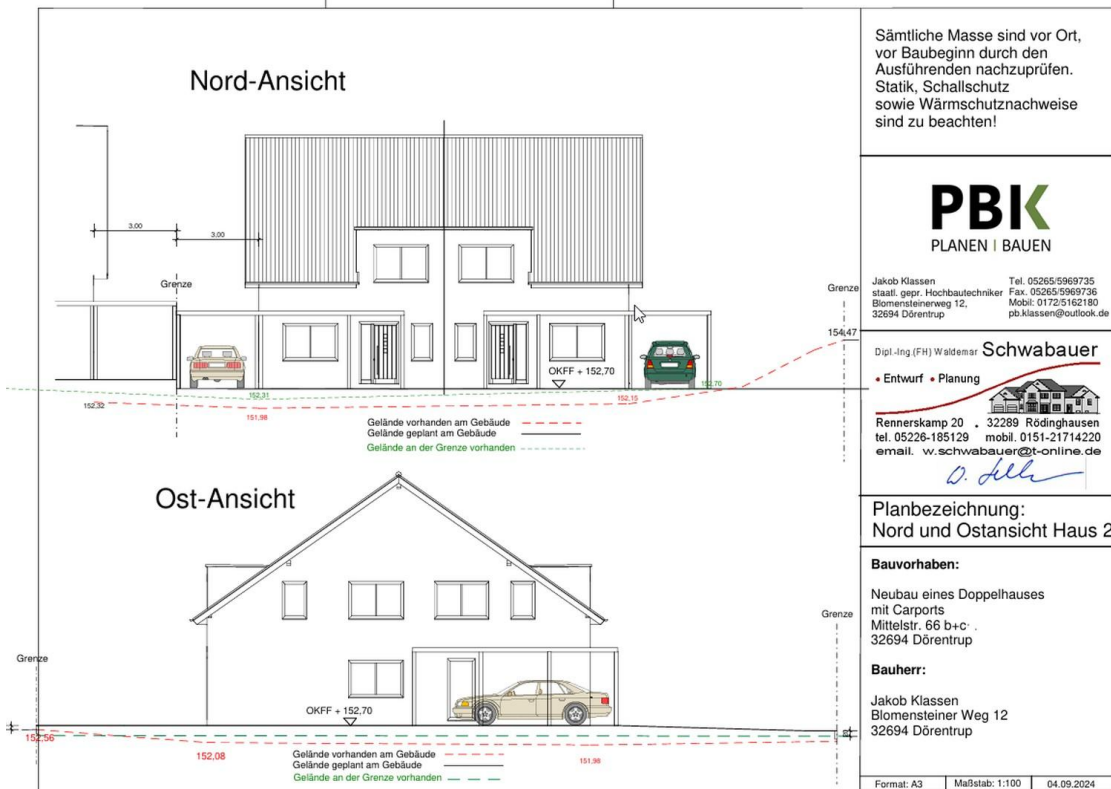 Nord-Ansicht
3,00
3,00
Grenze
Grenze
154,47
OKFF + 152,70
152,70
152,32
152,31
151,98
152,15
Gelände vorhanden am Gebäude
Gelände geplant am Gebäude
Gelände an der Grenze vorhanden
Ost-Ansicht
Grenze
Grenze
OKFF + 152,70
152,56
152,08
151,98
Gelände vorhanden am Gebäude
Gelände geplant am Gebäude
Gelände an der Grenze vorhanden
Sämtliche Masse sind vor Ort,
vor Baubeginn durch den
Ausführenden nachzuprüfen.
Statik, Schallschutz
sowie Wärmschutznachweise
sind zu beachten!
PBK
PLANEN | BAUEN
Jakob Klassen Tel. 05265/5969735
staatl. gepr. Hochbautechniker Fax. 05265/5969736
Blomensteinerweg 12, Mobil: 0172/5162180
32694 Dörentrup pb.klassen@outlook.de
Dipl.-Ing.(FH) Waldemar Schwabauer
• Entwurf • Planung
Rennerskamp 20 . 32289 Rödinghausen
tel. 05226-185129 mobil. 0151-21714220
email. w.schwabauer@t-online.de
Planbezeichnung:
Nord und Ostansicht Haus 2
Bauvorhaben:
Neubau eines Doppelhauses
mit Carports
Mittelstr. 66 b+c
32694 Dörentrup
Bauherr:
Jakob Klassen
Blomensteiner Weg 12
32694 Dörentrup
Format: A3 Maßstab: 1:100 04.09.2024